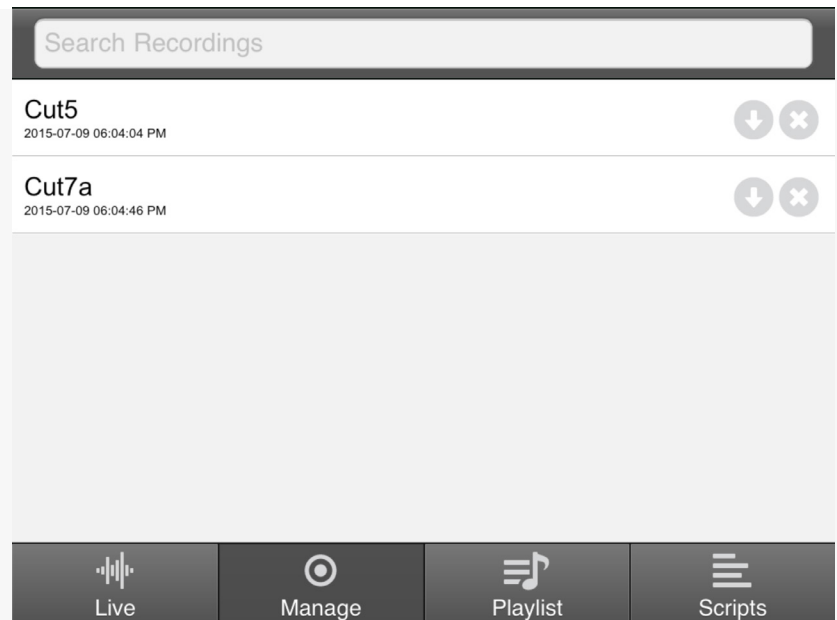 Search Recordings
Cut5
2015-07-09 06:04:04 PM
Cut7a
2015-07-09 06:04:46 PM
Live
Manage
Playlist
Scripts